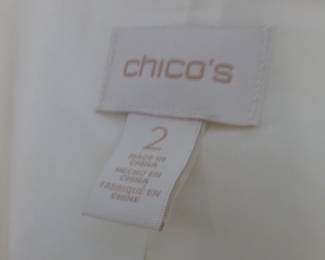 chico's
2
MADE IN
CHINA
HECHO EN
CHINA
FABRIQUÉ EN
CHINE